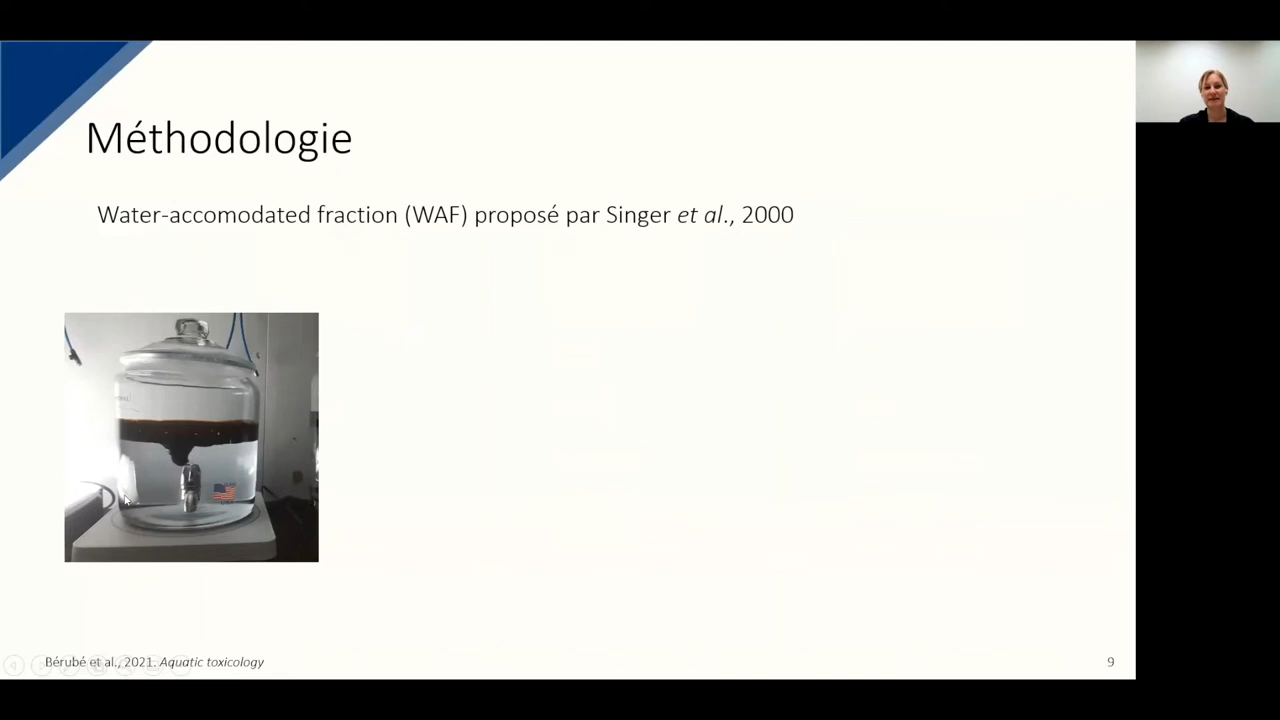 Méthodologie
Water-accomodated fraction (WAF) proposé par Singer et al., 2000
Bérubé et al., 2021. Aquatic toxicology
9